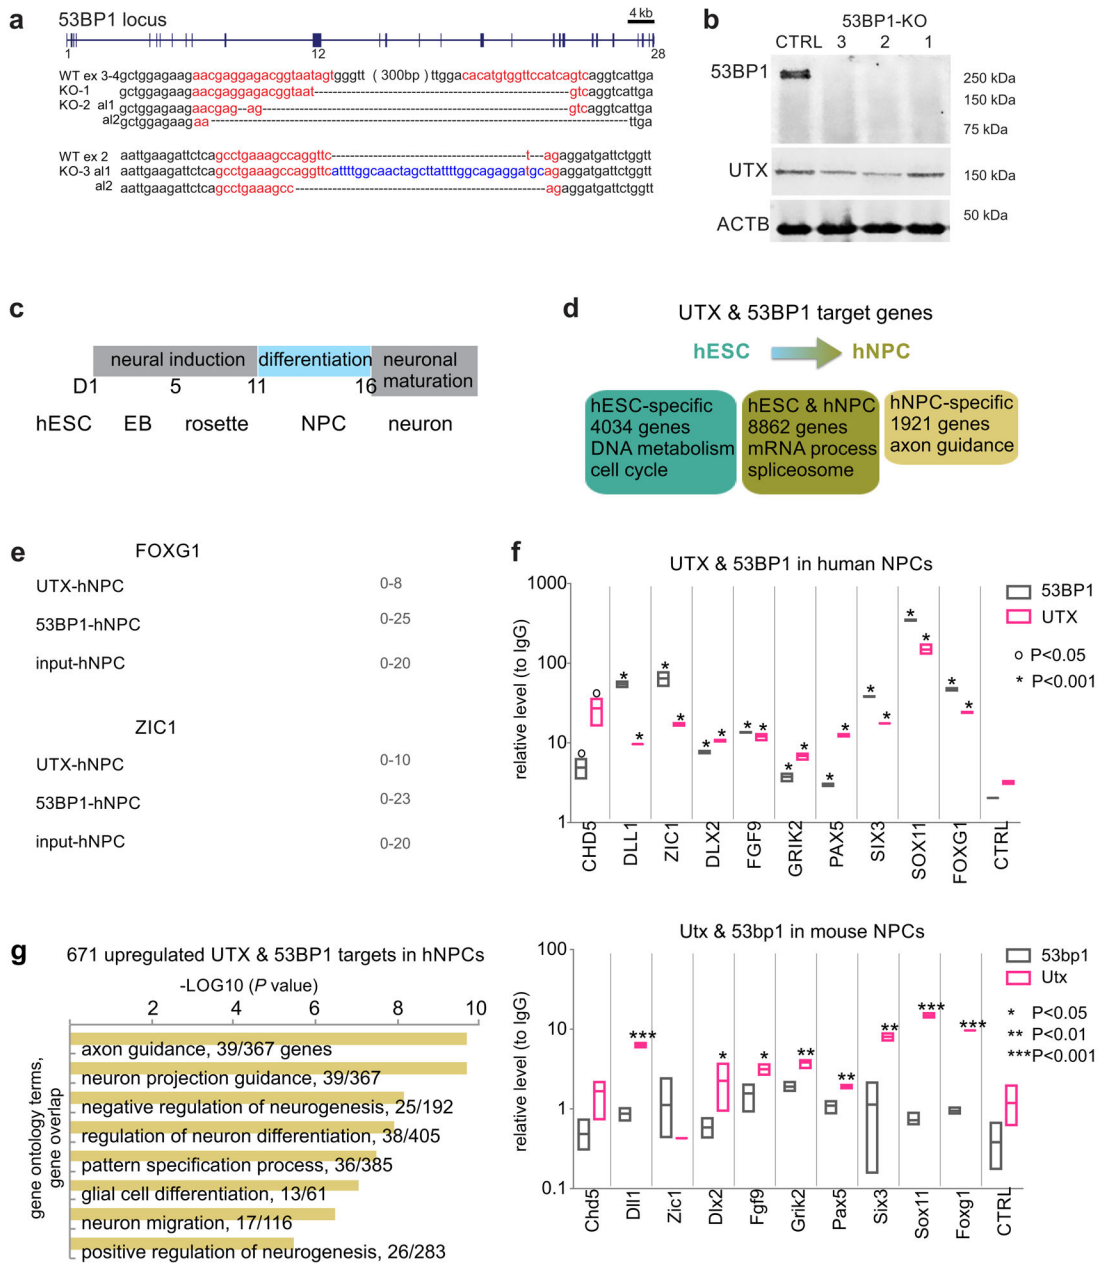 a
53BP1 locus
4 kb
1
12
28
WT ex 3-4gctggagaagaacgaggagacggtaatagtgggtt (300bp) ttggacacatgtggttccatcagtcaggtcattga
KO-1 gctggagaagaacgaggagacggtaat--------gtcaggtcattga
KO-2 al1 gctggagaagaacgag--ag--------gtcaggtcattga
al2 gctggagaagaa--------ttga
WT ex 2 aattgaagattctcagcctgaaagccaggttc--------t---agaggatgattctggtt
KO-3 al1 aattgaagattctcagcctgaaagccaggttcattttggcaactagcttattttggcagaggatgcagaggatgattctggtt
al2 aattgaagattctcagcctgaaagcc--------agaggatgattctggtt
b
53BP1-KO
CTRL 3 2 1
53BP1
250 kDa
150 kDa
75 kDa
UTX
150 kDa
ACTB
50 kDa
c
neural induction differentiation neuronal maturation
D1 5 11 16
hESC EB rosette NPC neuron
d
UTX & 53BP1 target genes
hESC hNPC
hESC-specific
4034 genes
DNA metabolism
cell cycle
hESC & hNPC
8862 genes
mRNA process
spliceosome
hNPC-specific
1921 genes
axon guidance
e
FOXG1
UTX-hNPC 0-8
53BP1-hNPC 0-25
input-hNPC 0-20
ZIC1
UTX-hNPC 0-10
53BP1-hNPC 0-23
input-hNPC 0-20
f
UTX & 53BP1 in human NPCs
relative level (to IgG)
1000
100
10
1
53BP1
UTX
o P<0.05
* P<0.001
CHD5 DLL1 ZIC1 DLX2 FGF9 GRIK2 PAX5 SIX3 SOX11 FOXG1 CTRL
Utx & 53bp1 in mouse NPCs
relative level (to IgG)
100
10
1
0.1
53bp1
Utx
* P<0.05
** P<0.01
***P<0.001
Chd5 Dll1 Zic1 Dlx2 Fgf9 Grik2 Pax5 Six3 Sox11 Foxg1 CTRL
g
671 upregulated UTX & 53BP1 targets in hNPCs
-LOG10 (P value)
2 4 6 8 10
gene ontology terms,
gene overlap
axon guidance, 39/367 genes
neuron projection guidance, 39/367
negative regulation of neurogenesis, 25/192
regulation of neuron differentiation, 38/405
pattern specification process, 36/385
glial cell differentiation, 13/61
neuron migration, 17/116
positive regulation of neurogenesis, 26/283